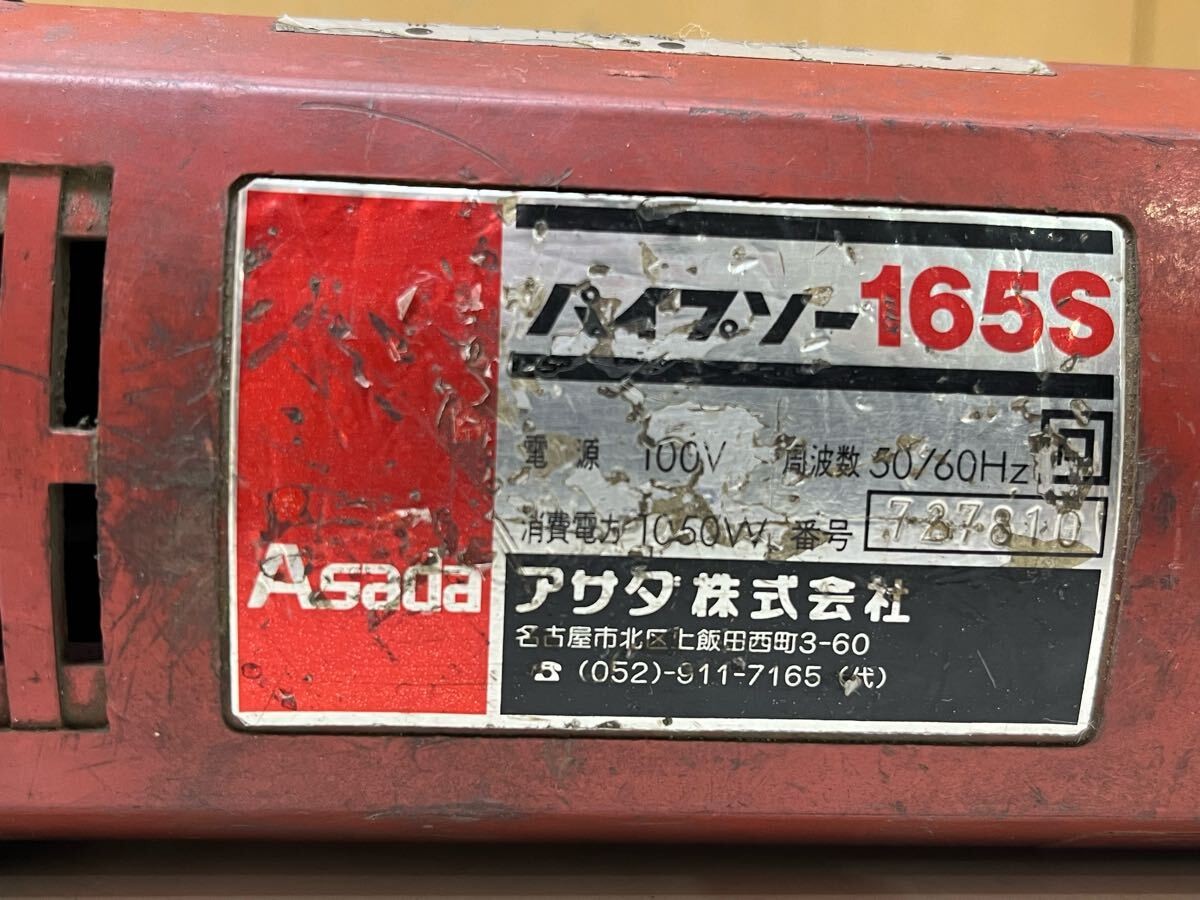 パイプソー165S
電源 100V 周波数 50/60Hz
消費電力 1050W 番号 787810
Asada
アサダ株式会社
名古屋市北区上飯田西町3-60
☎ (052)-911-7165 (代)